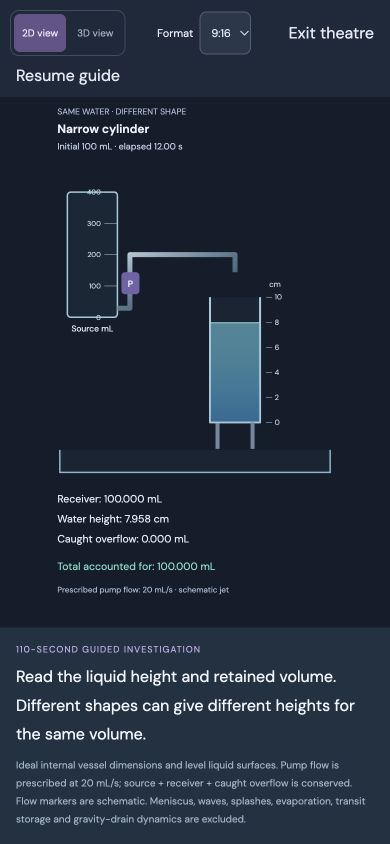 2D view 3D view Format 9:16 Exit theatre
Resume guide
SAME WATER · DIFFERENT SHAPE
Narrow cylinder
Initial 100 mL · elapsed 12.00 s
400
300
200
100
0
Source mL
P
cm
10
8
6
4
2
0
Receiver: 100.000 mL
Water height: 7.958 cm
Caught overflow: 0.000 mL
Total accounted for: 100.000 mL
Prescribed pump flow: 20 mL/s · schematic jet
110-SECOND GUIDED INVESTIGATION
Read the liquid height and retained volume.
Different shapes can give different heights for
the same volume.
Ideal internal vessel dimensions and level liquid surfaces. Pump flow is
prescribed at 20 mL/s; source + receiver + caught overflow is conserved.
Flow markers are schematic. Meniscus, waves, splashes, evaporation, transit
storage and gravity-drain dynamics are excluded.